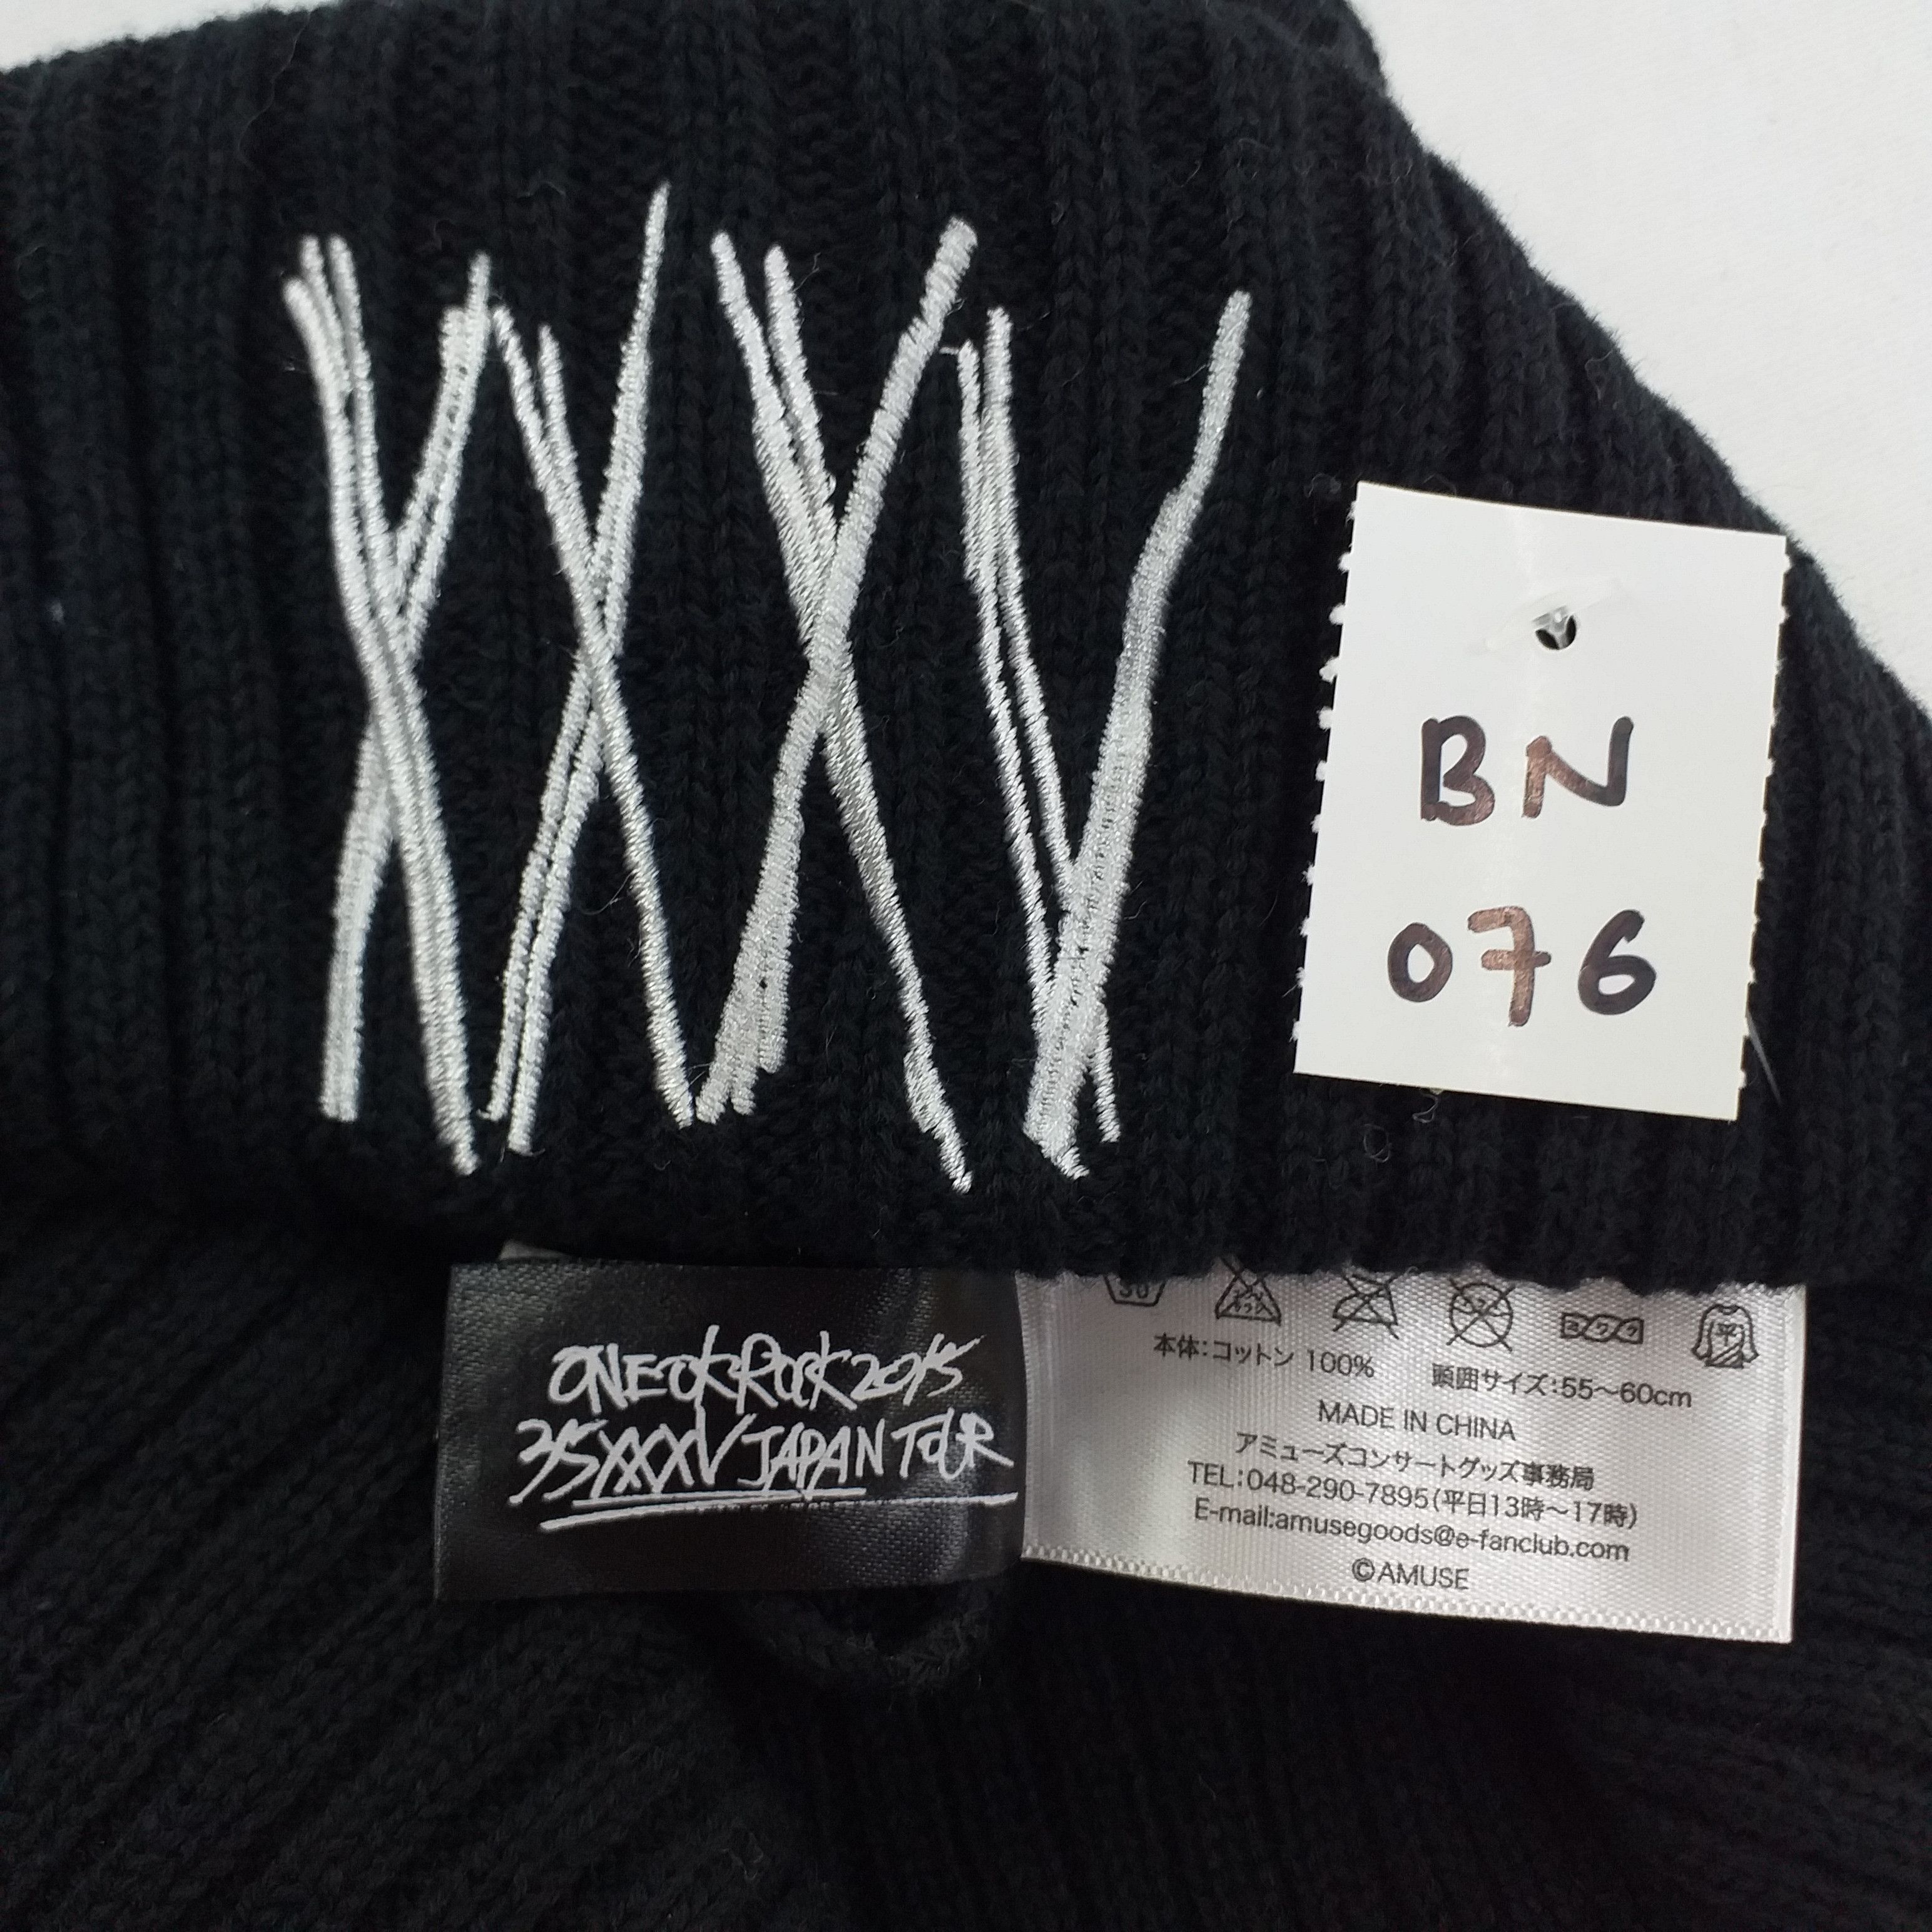 XXXV
BN
076
ONE OK ROCK 2015
35XXXV JAPAN TOUR
30
平
本体:コットン 100% 頭囲サイズ:55~60cm
MADE IN CHINA
アミューズコンサートグッズ事務局
TEL:048-290-7895(平日13時~17時)
E-mail:amusegoods@e-fanclub.com
©AMUSE